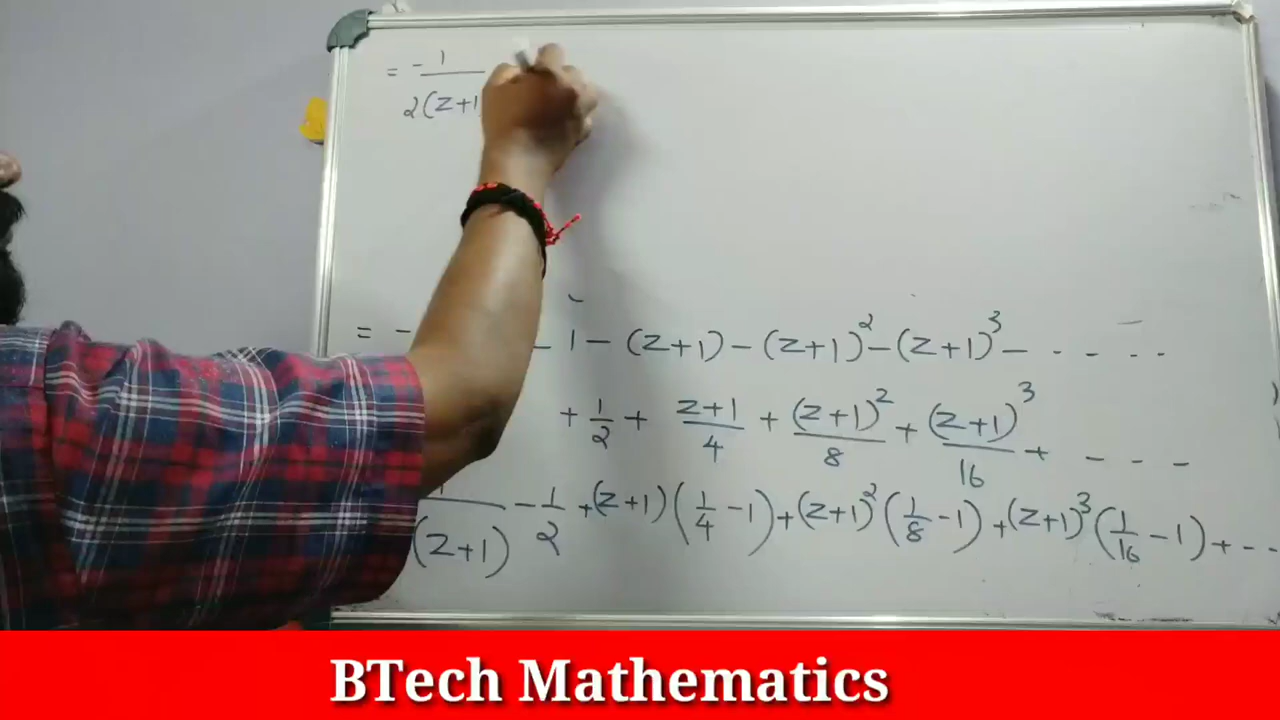 = -1/2(z+1
= - - 1 - (z+1) - (z+1)² - (z+1)³ - - - - -
+ 1/2 + z+1/4 + (z+1)²/8 + (z+1)³/16 + - - -
1/(z+1) - 1/2 + (z+1)(1/4 - 1) + (z+1)²(1/8 - 1) + (z+1)³(1/16 - 1) + - - -
BTech Mathematics